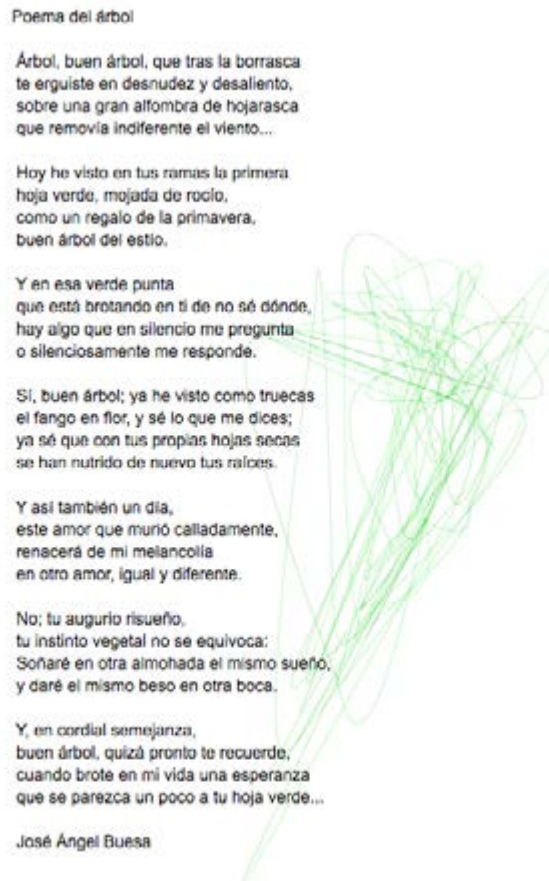 Poema del árbol
Árbol, buen árbol, que tras la borrasca
te erguiste en desnudez y desaliento,
sobre una gran alfombra de hojarasca
que removía indiferente el viento...
Hoy he visto en tus ramas la primera
hoja verde, mojada de rocío,
como un regalo de la primavera,
buen árbol del estío.
Y en esa verde punta
que está brotando en ti de no sé dónde,
hay algo que en silencio me pregunta
o silenciosamente me responde.
Sí, buen árbol; ya he visto como truecas
el fango en flor, y sé lo que me dices;
ya sé que con tus propias hojas secas
se han nutrido de nuevo tus raíces.
Y así también un día,
este amor que murió calladamente,
renacerá de mi melancolía
en otro amor, igual y diferente.
No; tu augurio risueño,
tu instinto vegetal no se equivoca:
Soñaré en otra almohada el mismo sueño,
y daré el mismo beso en otra boca.
Y, en cordial semejanza,
buen árbol, quizá pronto te recuerde,
cuando brote en mi vida una esperanza
que se parezca un poco a tu hoja verde...
José Ángel Buesa